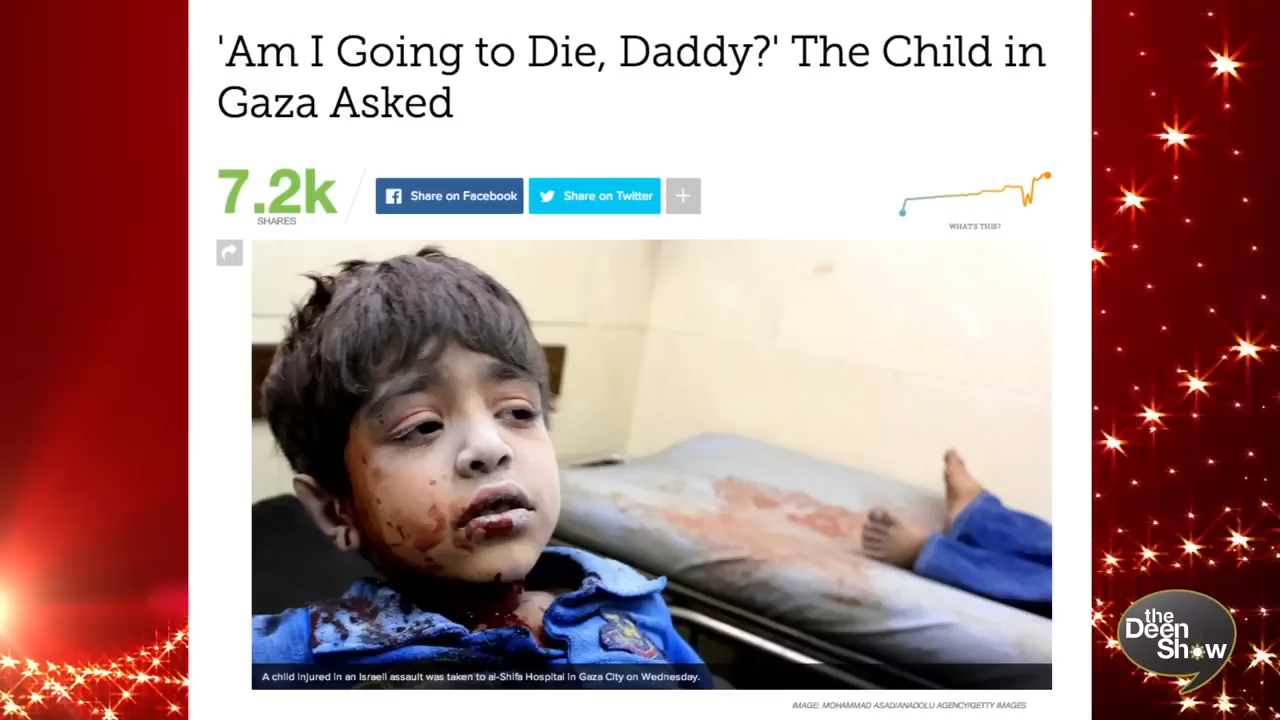 'Am I Going to Die, Daddy?' The Child in
Gaza Asked
7.2k
SHARES
Share on Facebook
Share on Twitter
WHAT'S THIS?
A child injured in an Israeli assault was taken to al-Shifa Hospital in Gaza City on Wednesday.
IMAGE: MOHAMMAD ASAD/ANADOLU AGENCY/GETTY IMAGES
the
Deen
Show